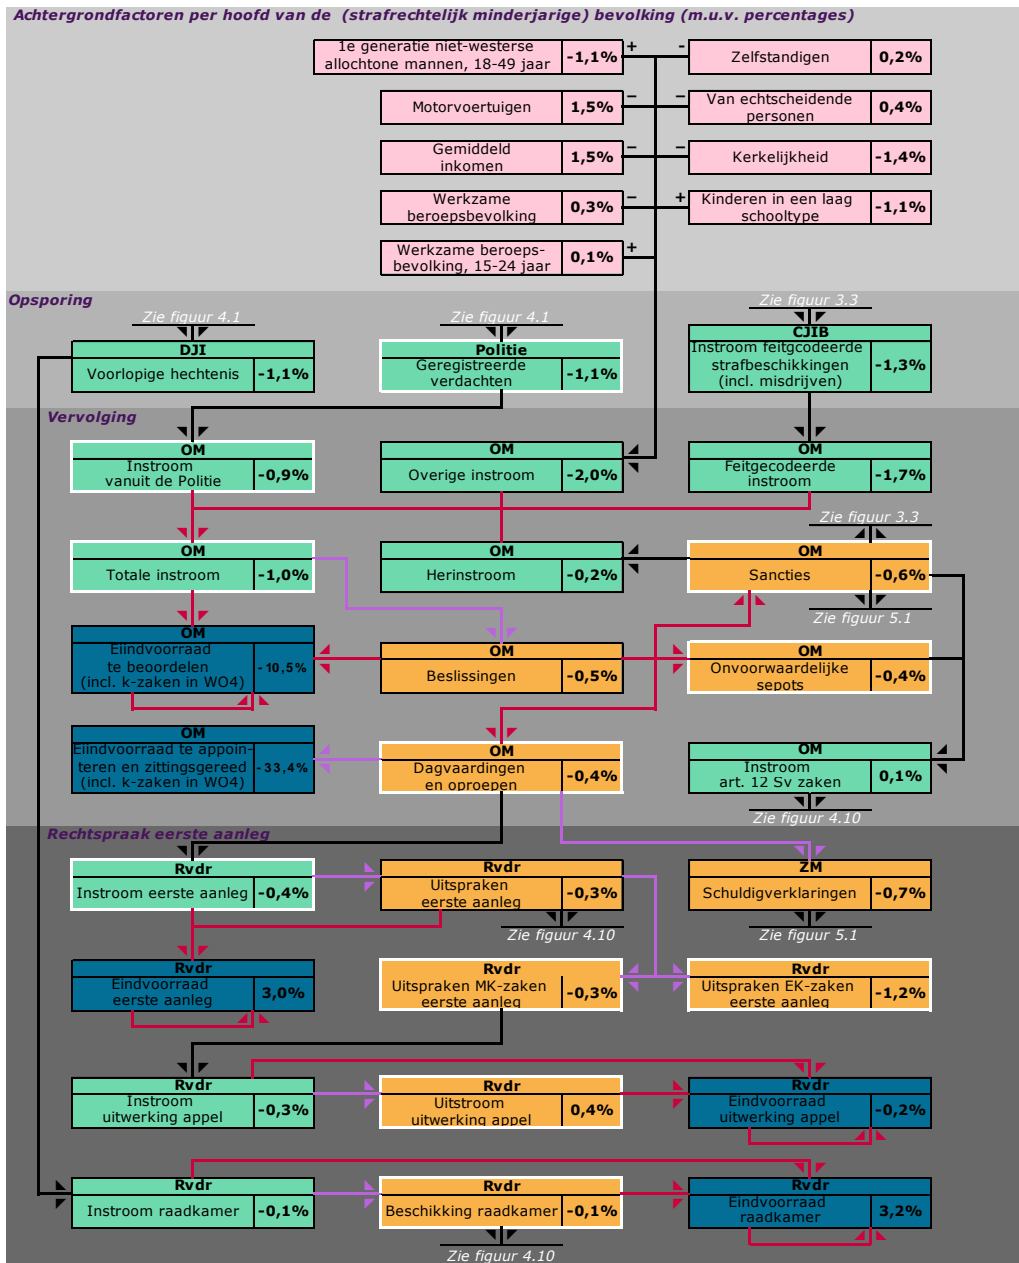 Achtergrondfactoren per hoofd van de (strafrechtelijk minderjarige) bevolking (m.u.v. percentages)
1e generatie niet-westerse
allochtone mannen, 18-49 jaar
-1,1%
+
-
Zelfstandigen
0,2%
Motorvoertuigen
1,5%
–
–
Van echtscheidende
personen
0,4%
Gemiddeld
inkomen
1,5%
–
–
Kerkelijkheid
-1,4%
Werkzame
beroepsbevolking
0,3%
–
+
Kinderen in een laag
schooltype
-1,1%
Werkzame beroeps-
bevolking, 15-24 jaar
0,1%
+
Opsporing
Zie figuur 4.1
Zie figuur 4.1
Zie figuur 3.3
DJI
Voorlopige hechtenis
-1,1%
Politie
Geregistreerde
verdachten
-1,1%
CJIB
Instroom feitgecodeerde
strafbeschikkingen
(incl. misdrijven)
-1,3%
Vervolging
OM
Instroom
vanuit de Politie
-0,9%
OM
Overige instroom
-2,0%
OM
Feitgecodeerde
instroom
-1,7%
Zie figuur 3.3
OM
Totale instroom
-1,0%
OM
Herinstroom
-0,2%
OM
Sancties
-0,6%
Zie figuur 5.1
OM
Eiindvoorraad
te beoordelen
(incl. k-zaken in WO4)
-10,5%
OM
Beslissingen
-0,5%
OM
Onvoorwaardelijke
sepots
-0,4%
OM
Eiindvoorraad te appoin-
teren en zittingsgereed
(incl. k-zaken in WO4)
-33,4%
OM
Dagvaardingen
en oproepen
-0,4%
OM
Instroom
art. 12 Sv zaken
0,1%
Zie figuur 4.10
Rechtspraak eerste aanleg
Rvdr
Instroom eerste aanleg
-0,4%
Rvdr
Uitspraken
eerste aanleg
-0,3%
ZM
Schuldigverklaringen
-0,7%
Zie figuur 4.10
Zie figuur 5.1
Rvdr
Eindvoorraad
eerste aanleg
3,0%
Rvdr
Uitspraken MK-zaken
eerste aanleg
-0,3%
Rvdr
Uitspraken EK-zaken
eerste aanleg
-1,2%
Rvdr
Instroom
uitwerking appel
-0,3%
Rvdr
Uitstroom
uitwerking appel
0,4%
Rvdr
Eindvoorraad
uitwerking appel
-0,2%
Rvdr
Instroom raadkamer
-0,1%
Rvdr
Beschikking raadkamer
-0,1%
Rvdr
Eindvoorraad
raadkamer
3,2%
Zie figuur 4.10